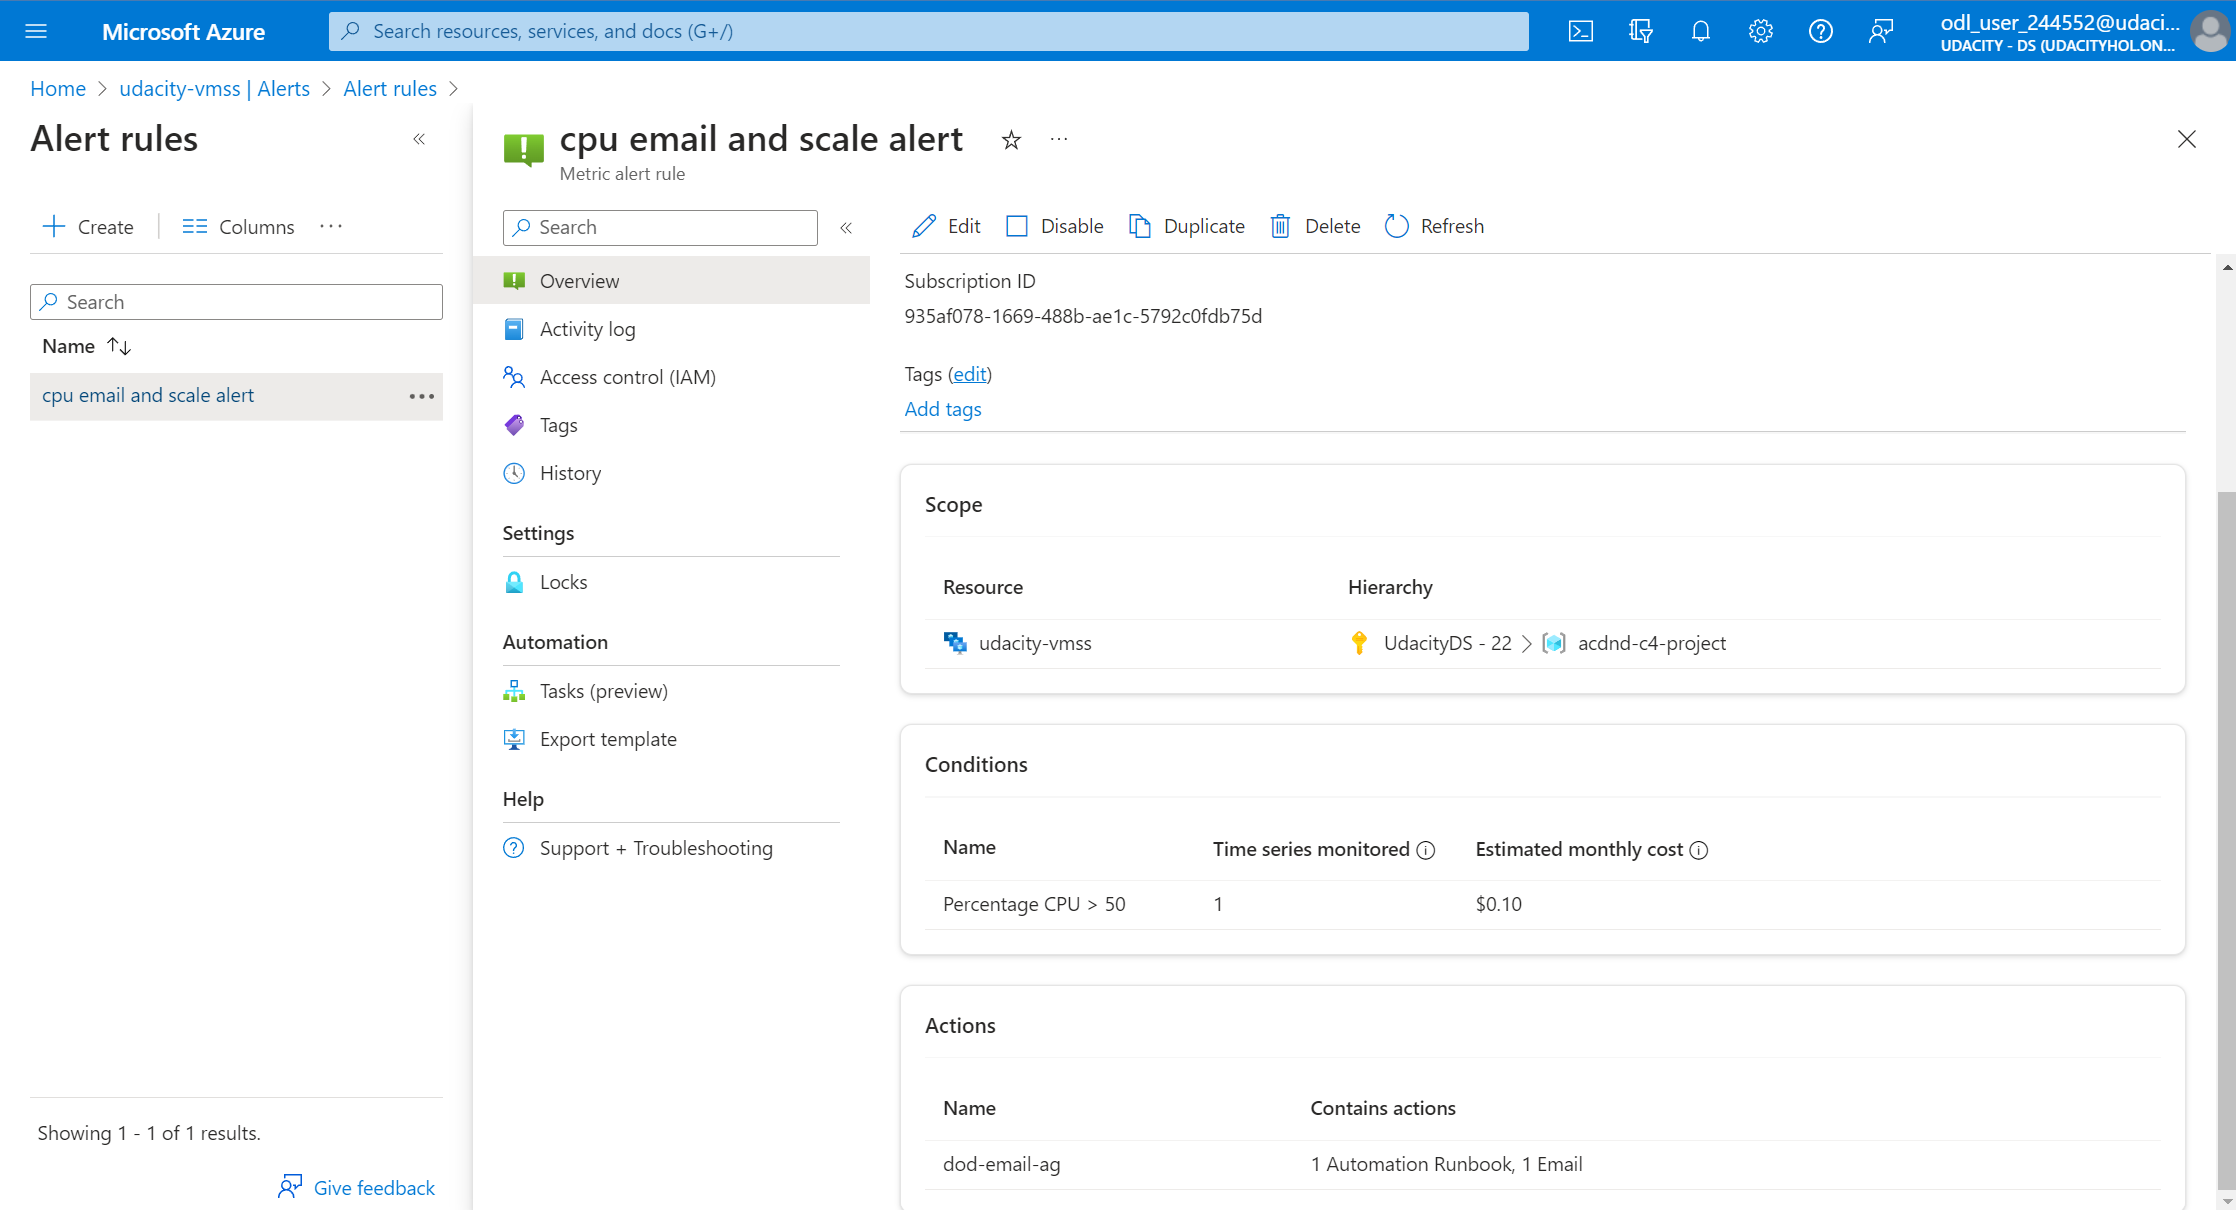 Microsoft Azure
Search resources, services, and docs (G+/)
odl_user_244552@udaci...
UDACITY - DS (UDACITYHOL.ON...
Home > udacity-vmss | Alerts > Alert rules >
Alert rules
«
Create
Columns
...
Search
Name ↑↓
cpu email and scale alert
Showing 1 - 1 of 1 results.
Give feedback
cpu email and scale alert
...
Metric alert rule
Search
«
Overview
Activity log
Access control (IAM)
Tags
History
Settings
Locks
Automation
Tasks (preview)
Export template
Help
Support + Troubleshooting
Edit
Disable
Duplicate
Delete
Refresh
Subscription ID
935af078-1669-488b-ae1c-5792c0fdb75d
Tags (edit)
Add tags
Scope
Resource Hierarchy
udacity-vmss UdacityDS - 22 > acdnd-c4-project
Conditions
Name Time series monitored Estimated monthly cost
Percentage CPU > 50 1 $0.10
Actions
Name Contains actions
dod-email-ag 1 Automation Runbook, 1 Email